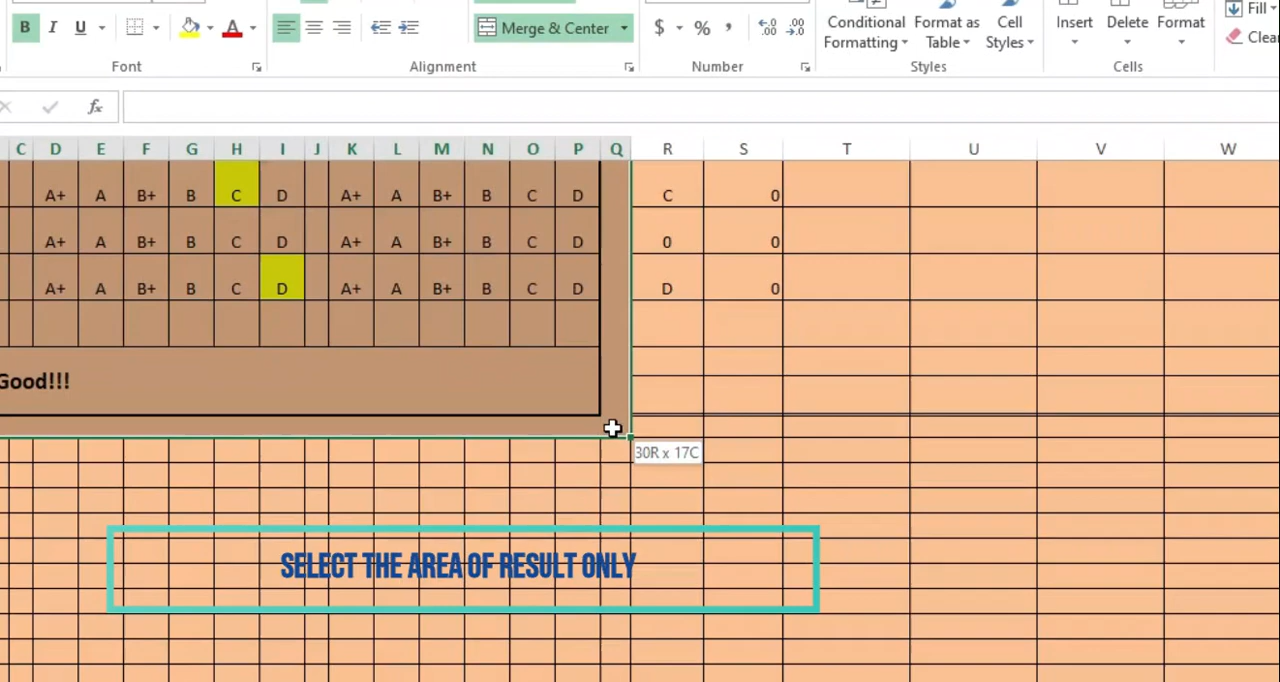 B I U A Merge & Center $ % , Conditional Format as Cell Insert Delete Format Fill
Formatting Table Styles Clea
Font Alignment Number Styles Cells
fx
C D E F G H I J K L M N O P Q R S T U V W
A+ A B+ B C D A+ A B+ B C D C 0
A+ A B+ B C D A+ A B+ B C D 0 0
A+ A B+ B C D A+ A B+ B C D D 0
Good!!!
30R x 17C
SELECT THE AREA OF RESULT ONLY